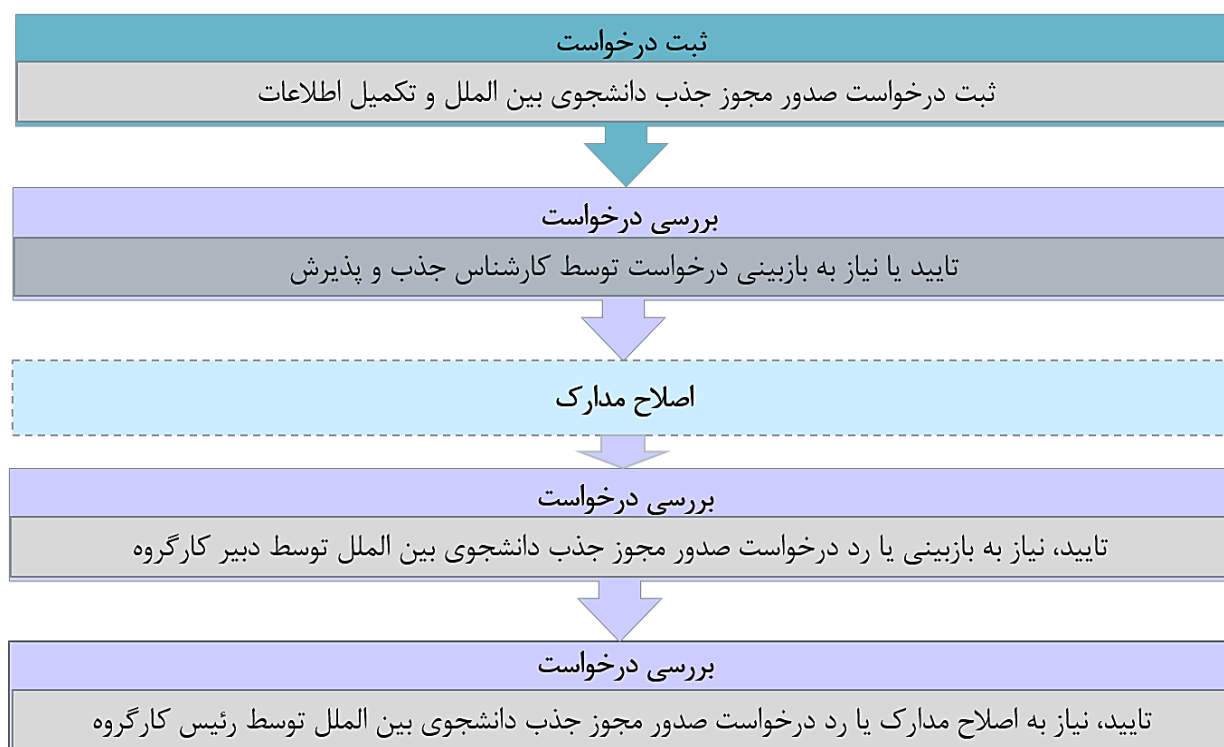 ثبت درخواست
ثبت درخواست صدور مجوز جذب دانشجوی بین الملل و تکمیل اطلاعات
بررسی درخواست
تایید یا نیاز به بازبینی درخواست توسط کارشناس جذب و پذیرش
اصلاح مدارک
بررسی درخواست
تایید، نیاز به بازبینی یا رد درخواست صدور مجوز جذب دانشجوی بین الملل توسط دبیر کارگروه
بررسی درخواست
تایید، نیاز به اصلاح مدارک یا رد درخواست صدور مجوز جذب دانشجوی بین الملل توسط رئیس کارگروه